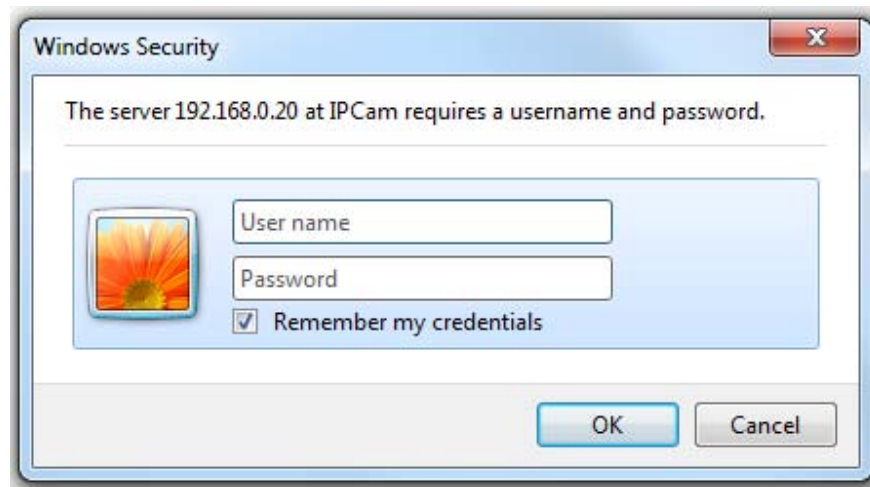 Windows Security
The server 192.168.0.20 at IPCam requires a username and password.
User name
Password
Remember my credentials
OK
Cancel